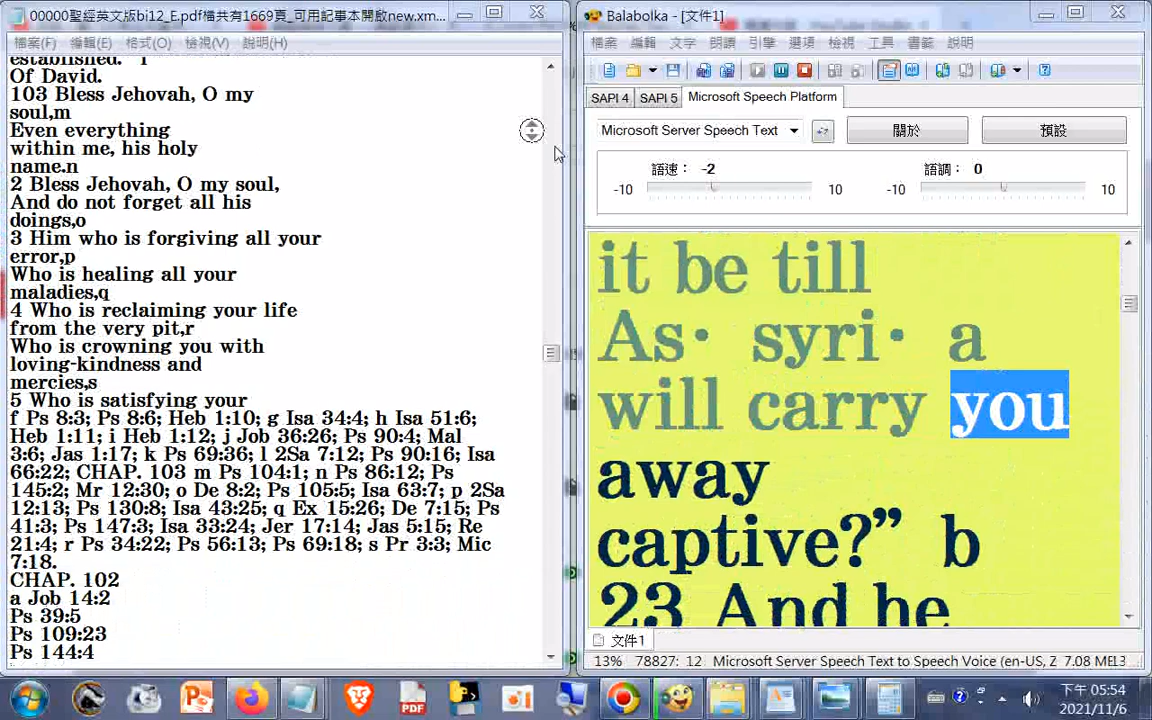 00000聖經英文版bi12_E.pdf檔共有1669頁_可用記事本開啟new.xm...
檔案(F) 編輯(E) 格式(O) 檢視(V) 說明(H)
established."
Of David.
103 Bless Jehovah, O my
soul,m
Even everything
within me, his holy
name.n
2 Bless Jehovah, O my soul,
And do not forget all his
doings,o
3 Him who is forgiving all your
error,p
Who is healing all your
maladies,q
4 Who is reclaiming your life
from the very pit,r
Who is crowning you with
loving-kindness and
mercies,s
5 Who is satisfying your
f Ps 8:3; Ps 8:6; Heb 1:10; g Isa 34:4; h Isa 51:6;
Heb 1:11; i Heb 1:12; j Job 36:26; Ps 90:4; Mal
3:6; Jas 1:17; k Ps 69:36; l 2Sa 7:12; Ps 90:16; Isa
66:22; CHAP. 103 m Ps 104:1; n Ps 86:12; Ps
145:2; Mr 12:30; o De 8:2; Ps 105:5; Isa 63:7; p 2Sa
12:13; Ps 130:8; Isa 43:25; q Ex 15:26; De 7:15; Ps
41:3; Ps 147:3; Isa 33:24; Jer 17:14; Jas 5:15; Re
21:4; r Ps 34:22; Ps 56:13; Ps 69:18; s Pr 3:3; Mic
7:18.
CHAP. 102
a Job 14:2
Ps 39:5
Ps 109:23
Ps 144:4
Balabolka - [文件1]
檔案 編輯 文字 朗讀 引擎 選項 檢視 工具 書籤 說明
SAPI 4 SAPI 5 Microsoft Speech Platform
Microsoft Server Speech Text 關於 預設
語速： -2 語調： 0
-10 10 -10 10
it be till
As· syri· a
will carry you
away
captive?” b
23 And he
文件1
13% 78827: 12 Microsoft Server Speech Text to Speech Voice (en-US, Z 7.08 ME13
下午 05:54
2021/11/6